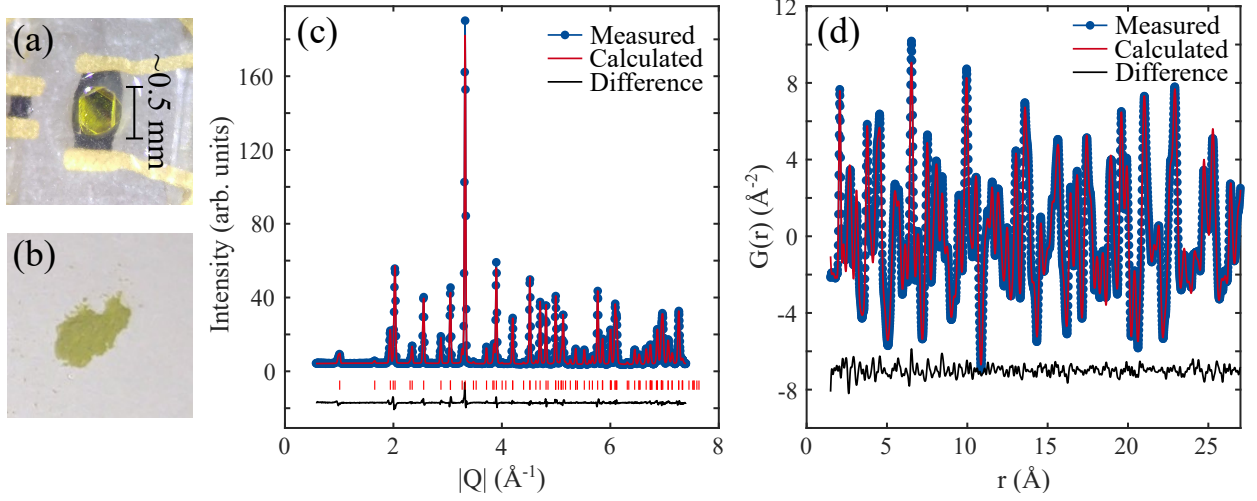 (a)
~0.5 mm
(b)
(c)
Measured
Calculated
Difference
Intensity (arb. units)
160
120
80
40
0
0
2
4
6
8
|Q| (Å⁻¹)
(d)
Measured
Calculated
Difference
G(r) (Å⁻²)
12
8
4
0
-4
-8
0
5
10
15
20
25
r (Å)